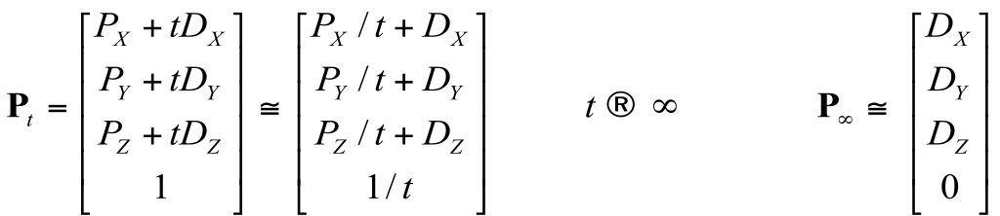 P_t = [P_X + tD_X; P_Y + tD_Y; P_Z + tD_Z; 1] ≅ [P_X / t + D_X; P_Y / t + D_Y; P_Z / t + D_Z; 1/ t] t ® ∞ P_∞ ≅ [D_X; D_Y; D_Z; 0]